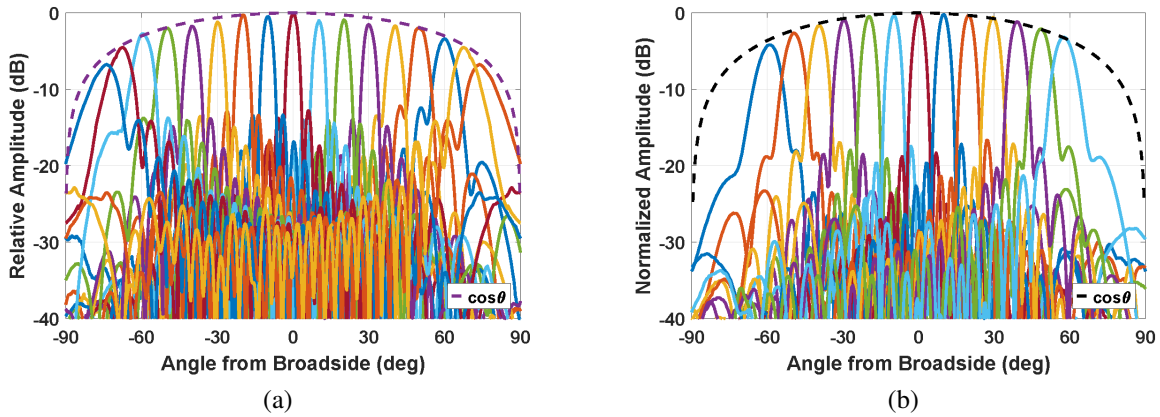 0
-10
-20
-30
-40
Relative Amplitude (dB)
cosθ
-90 -60 -30 0 30 60 90
Angle from Broadside (deg)
(a)
0
-10
-20
-30
-40
Normalized Amplitude (dB)
cosθ
-90 -60 -30 0 30 60 90
Angle from Broadside (deg)
(b)